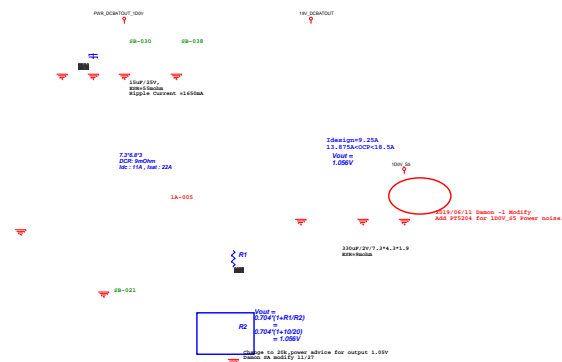 PWR_DCBATOUT_1D0V
19V_DCBATOUT
SB-030
SB-038
15uF/25V,
ESR=55mohm
Ripple Current =1650mA
Idesign=9.25A
13.875A<OCP<18.5A
Vout =
1.056V
7.3*6.8*3
DCR: 9mOhm
Idc : 11A , Isat : 22A
1D0V_S5
1A-005
2019/06/11 Damon -1 Modify
Add PT5204 for 1D0V_S5 Power noise
330uF/2V/7.3*4.3*1.9
ESR=9mohm
R1
SB-021
Vout =
0.704*(1+R1/R2)
=
0.704*(1+10/20)
= 1.056V
R2
Change to 20K,power advice for output 1.05V
Damon SA modify 11/27